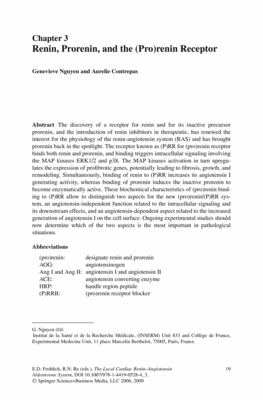 Chapter 3
Renin, Prorenin, and the (Pro)renin Receptor
Genevieve Nguyen and Aurelie Contrepas
Abstract The discovery of a receptor for renin and for its inactive precursor
prorenin, and the introduction of renin inhibitors in therapeutic, has renewed the
interest for the physiology of the renin-angiotensin system (RAS) and has brought
prorenin back in the spotlight. The receptor known as (P)RR for (pro)renin receptor
binds both renin and prorenin, and binding triggers intracellular signaling involving
the MAP kinases ERK1/2 and p38. The MAP kinases activation in turn upregu-
lates the expression of profibrotic genes, potentially leading to fibrosis, growth, and
remodeling. Simultaneously, binding of renin to (P)RR increases its angiotensin I
generating activity, whereas binding of prorenin induces the inactive prorenin to
become enzymatically active. These biochemical characteristics of (pro)renin bind-
ing to (P)RR allow to distinguish two aspects for the new (pro)renin/(P)RR sys-
tem, an angiotensin-independent function related to the intracellular signaling and
its downstream effects, and an angiotensin-dependent aspect related to the increased
generation of angiotensin I on the cell surface. Ongoing experimental studies should
now determine which of the two aspects is the most important in pathological
situations.
Abbreviations
(pro)renin: designate renin and prorenin
AOG: angiotensinogen
Ang I and Ang II: angiotensin I and angiotensin II
ACE: angiotensin converting enzyme
HRP: handle region peptide
(P)RRB: (pro)renin receptor blocker
G. Nguyen (✉)
Institut de la Santé et de la Recherche Médicale, (INSERM) Unit 833 and Collège de France,
Experimental Medecine Unit, 11 place Marcelin Berthelot, 75005, Paris, France
E.D. Frohlich, R.N. Re (eds.), The Local Cardiac Renin-Angiotensin 19
Aldosterone System, DOI 10.1007/978-1-4419-0528-4_3,
© Springer Science+Business Media, LLC 2006, 2009